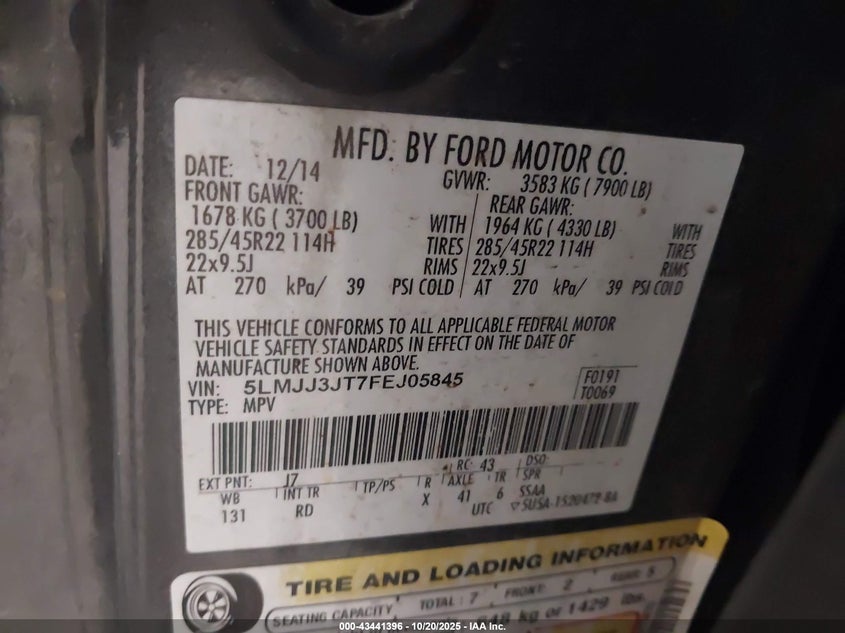 MFD. BY FORD MOTOR CO.
DATE: 12/14 GVWR: 3583 KG ( 7900 LB)
FRONT GAWR: REAR GAWR:
1678 KG ( 3700 LB) WITH 1964 KG ( 4330 LB) WITH
285/45R22 114H TIRES 285/45R22 114H TIRES
22x9.5J RIMS 22x9.5J RIMS
AT 270 kPa/ 39 PSI COLD AT 270 kPa/ 39 PSI COLD
THIS VEHICLE CONFORMS TO ALL APPLICABLE FEDERAL MOTOR
VEHICLE SAFETY STANDARDS IN EFFECT ON THE DATE OF
MANUFACTURE SHOWN ABOVE.
VIN: 5LMJJ3JT7FEJ05845 F0191
TYPE: MPV T0069
EXT PNT: J7 RC: 43 DSO:
WB INT TR TP/PS R AXLE TR SPR
131 RD X 41 6 SSAA
UTC ▽SUSA-1520472-BA
TIRE AND LOADING INFORMATION
SEATING CAPACITY TOTAL : 7 FRONT: 2 REAR: 5
kg or 1429 lbs.
000-43441396 - 10/20/2025 - IAA Inc.